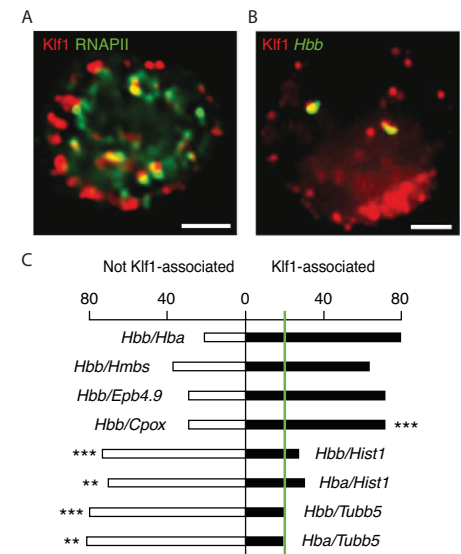 A
Klf1 RNAPII
B
Klf1 Hbb
C
Not Klf1-associated Klf1-associated
80 40 0 40 80
Hbb/Hba
Hbb/Hmbs
Hbb/Epb4.9
Hbb/Cpox ***
*** Hbb/Hist1
** Hba/Hist1
*** Hbb/Tubb5
** Hba/Tubb5